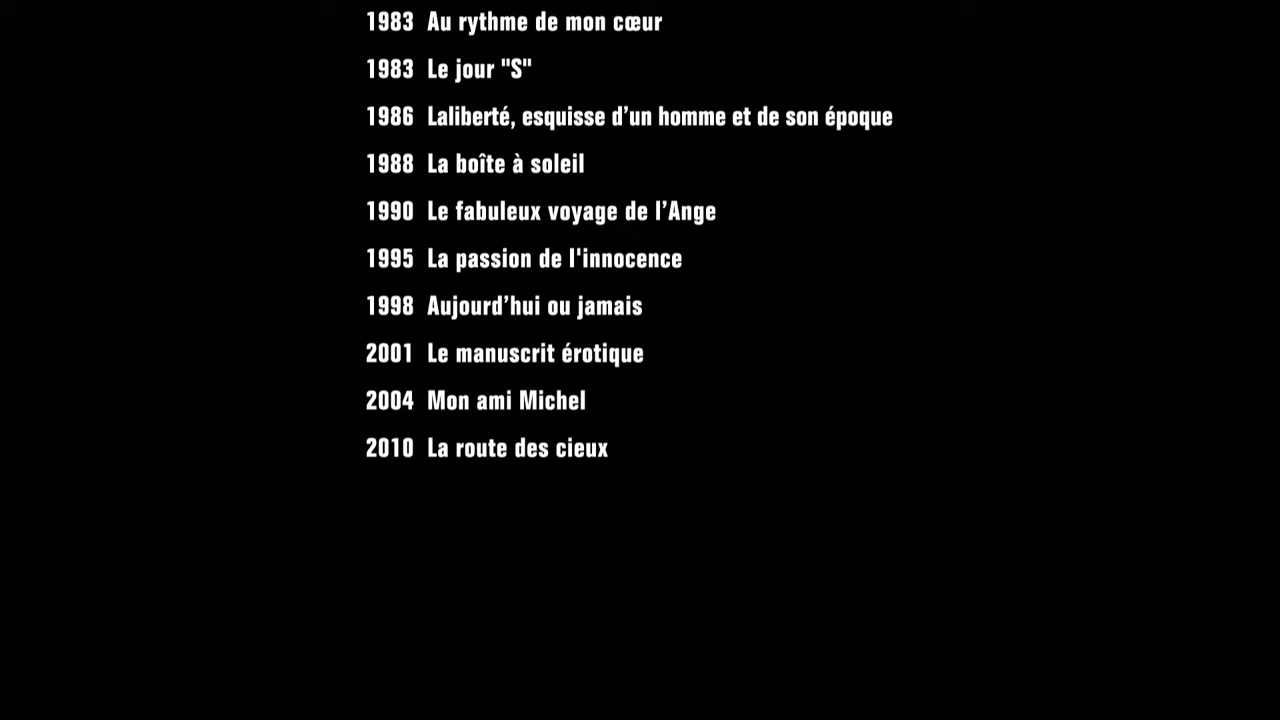 1983 Au rythme de mon cœur
1983 Le jour "S"
1986 Laliberté, esquisse d’un homme et de son époque
1988 La boîte à soleil
1990 Le fabuleux voyage de l’Ange
1995 La passion de l'innocence
1998 Aujourd’hui ou jamais
2001 Le manuscrit érotique
2004 Mon ami Michel
2010 La route des cieux